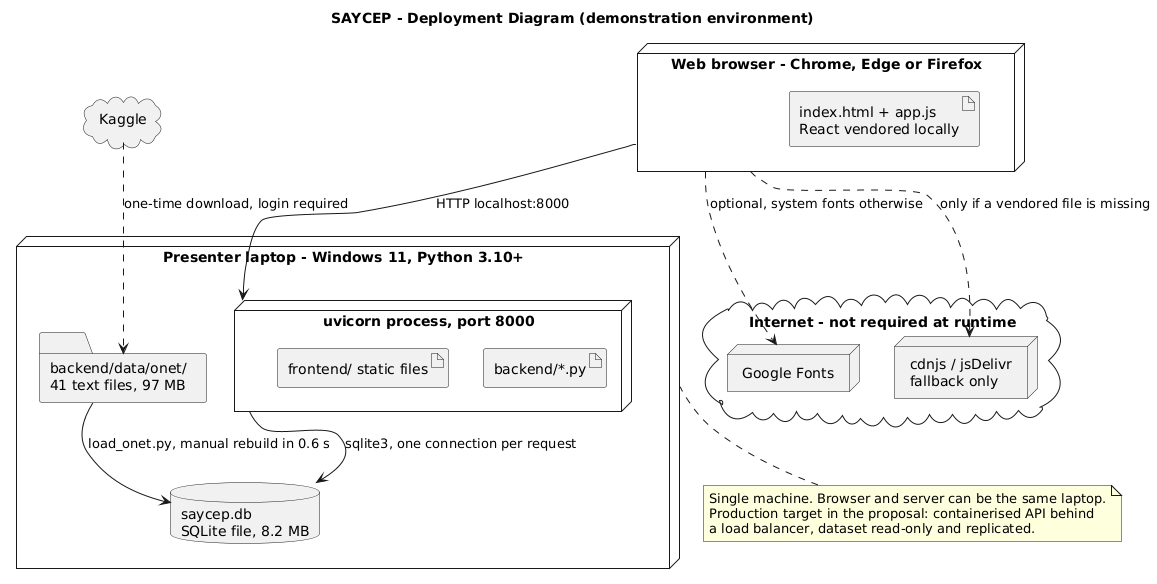 SAYCEP - Deployment Diagram (demonstration environment)
Web browser - Chrome, Edge or Firefox
index.html + app.js
React vendored locally
Kaggle
one-time download, login required
HTTP localhost:8000
optional, system fonts otherwise
only if a vendored file is missing
Presenter laptop - Windows 11, Python 3.10+
uvicorn process, port 8000
frontend/ static files
backend/*.py
backend/data/onet/
41 text files, 97 MB
Internet - not required at runtime
Google Fonts
cdnjs / jsDelivr
fallback only
load_onet.py, manual rebuild in 0.6 s
sqlite3, one connection per request
saycep.db
SQLite file, 8.2 MB
Single machine. Browser and server can be the same laptop.
Production target in the proposal: containerised API behind
a load balancer, dataset read-only and replicated.